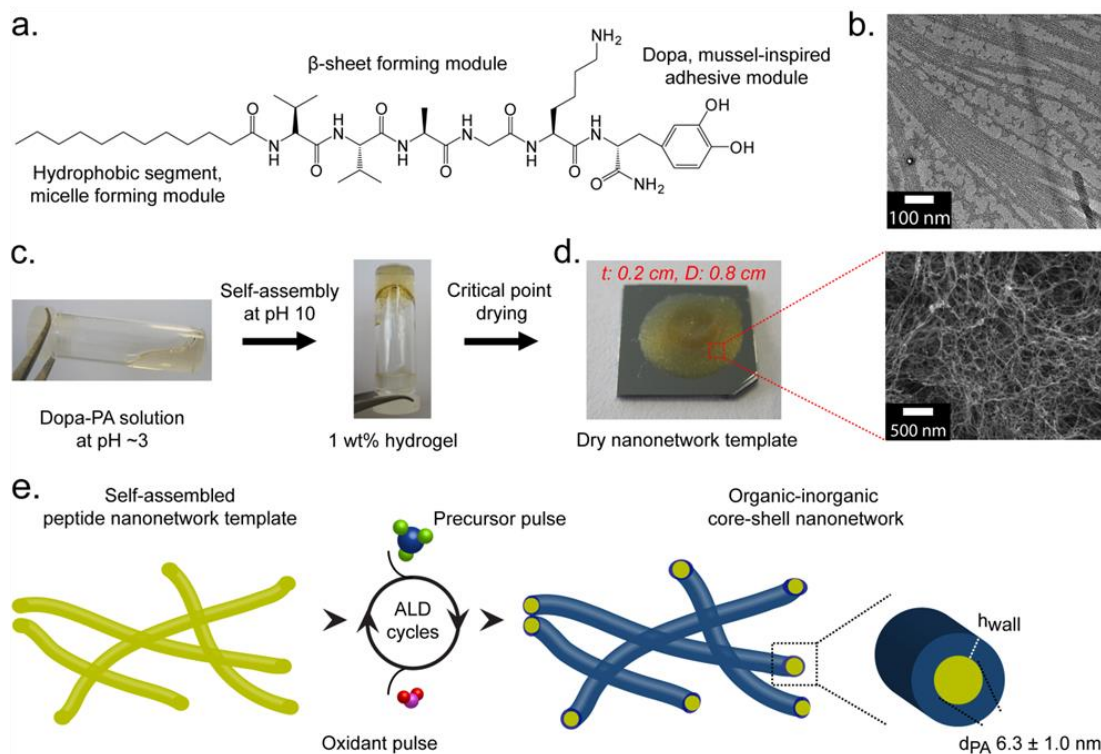 a.
β-sheet forming module
NH₂
Dopa, mussel-inspired
adhesive module
O
H
N
O
H
N
O
H
N
OH
N
H
O
N
H
O
N
H
O
OH
Hydrophobic segment,
micelle forming module
O
NH₂
b.
100 nm
c.
Self-assembly
at pH 10
Critical point
drying
Dopa-PA solution
at pH ~3
1 wt% hydrogel
d.
t: 0.2 cm, D: 0.8 cm
Dry nanonetwork template
500 nm
e.
Self-assembled
peptide nanonetwork template
Precursor pulse
ALD
cycles
Oxidant pulse
Organic-inorganic
core-shell nanonetwork
hwall
dPA 6.3 ± 1.0 nm